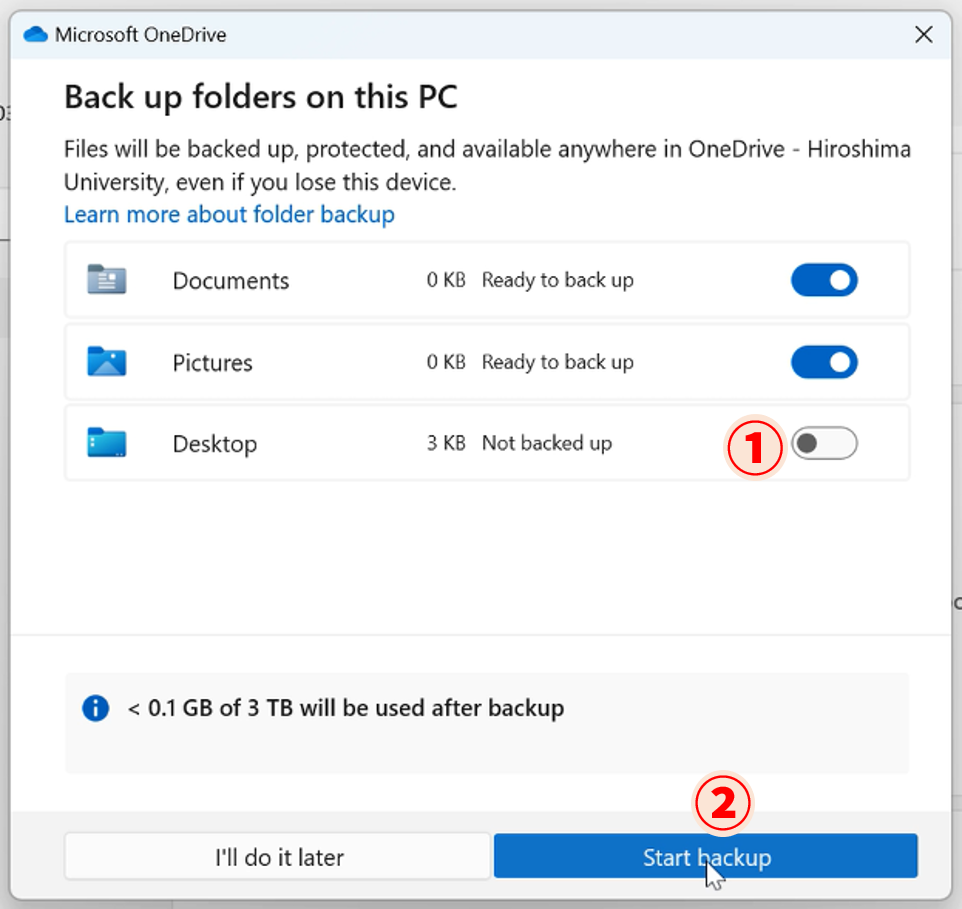 Microsoft OneDrive
Back up folders on this PC
Files will be backed up, protected, and available anywhere in OneDrive - Hiroshima
University, even if you lose this device.
Learn more about folder backup
Documents 0 KB Ready to back up
Pictures 0 KB Ready to back up
Desktop 3 KB Not backed up 1
< 0.1 GB of 3 TB will be used after backup
2
I'll do it later Start backup